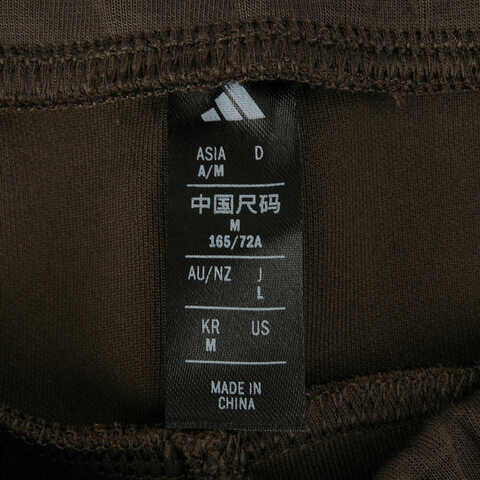 ASIA D
A/M
中国尺码
M
165/72A
AU/NZ J
L
KR US
M
MADE IN
CHINA